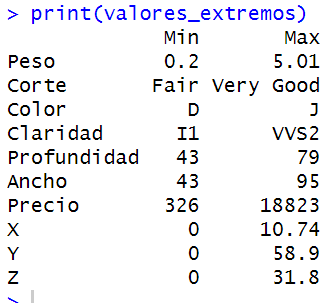 > print(valores_extremos)
Min Max
Peso 0.2 5.01
Corte Fair Very Good
Color D J
Claridad I1 VVS2
Profundidad 43 79
Ancho 43 95
Precio 326 18823
X 0 10.74
Y 0 58.9
Z 0 31.8
>